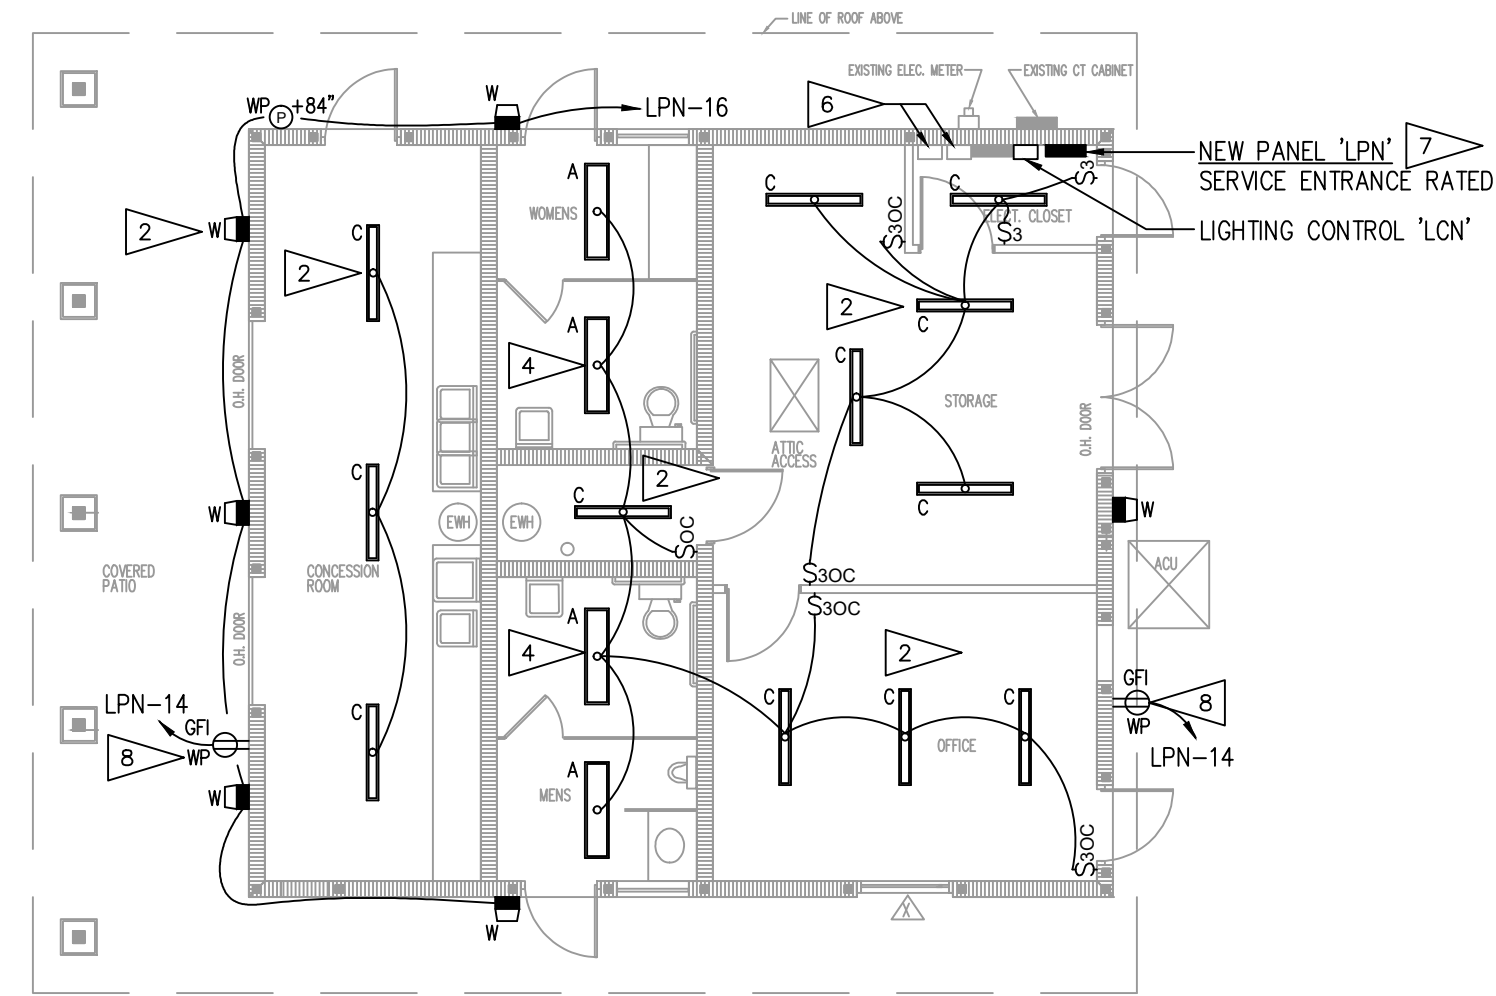 LINE OF ROOF ABOVE
EXISTING ELEC. METER
EXISTING CT CABINET
WP
P
+84"
W
LPN-16
6
NEW PANEL 'LPN'
7
SERVICE ENTRANCE RATED
LIGHTING CONTROL 'LCN'
2
W
C
2
A
WOMENS
C
C
S3
S3OC
ELECT. CLOSET
S3
2
C
A
4
C
O.H. DOOR
STORAGE
O.H. DOOR
ATTIC
ACCESS
2
C
C
C
W
EWH
EWH
SOC
W
COVERED
PATIO
CONCESSION
ROOM
ACU
S3OC
S3OC
O.H. DOOR
A
4
2
LPN-14
GFI
WP
8
C
C
C
C
OFFICE
GFI
WP
8
LPN-14
W
A
MENS
S3OC
X
W